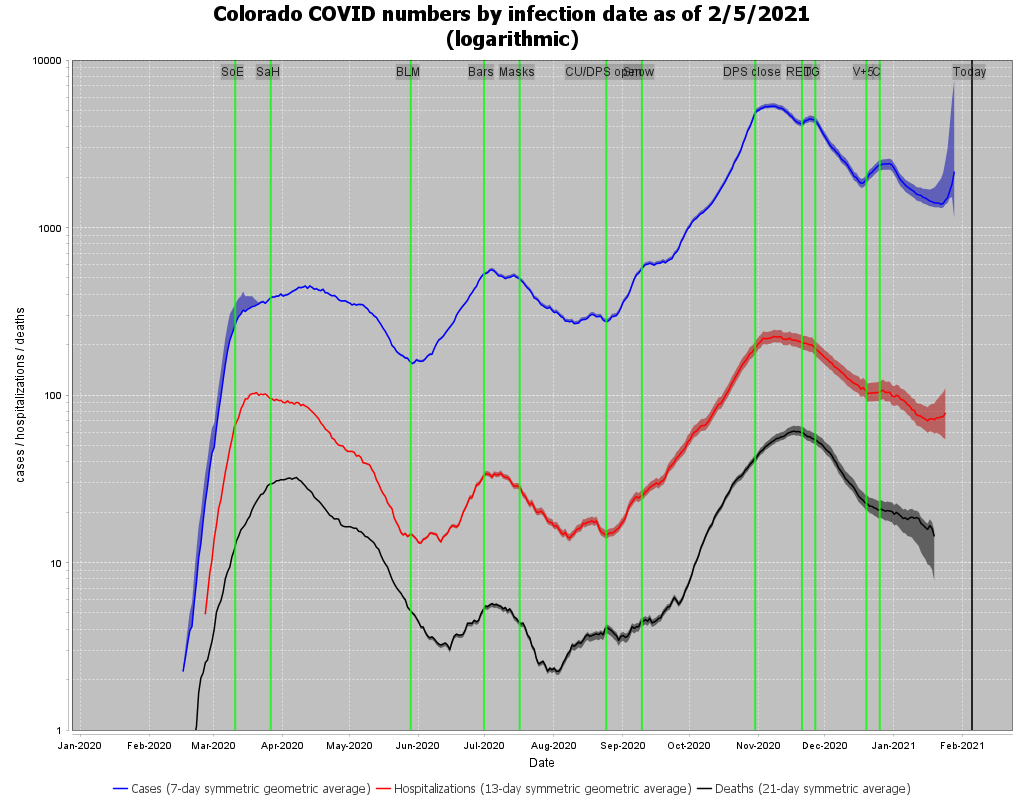 Colorado COVID numbers by infection date as of 2/5/2021
(logarithmic)
SoE SaH BLM Bars Masks CU/DPS open Snow DPS close RED TG V+5C Today
10000
1000
100
10
1
cases / hospitalizations / deaths
Jan-2020 Feb-2020 Mar-2020 Apr-2020 May-2020 Jun-2020 Jul-2020 Aug-2020 Sep-2020 Oct-2020 Nov-2020 Dec-2020 Jan-2021 Feb-2021
Date
Cases (7-day symmetric geometric average) Hospitalizations (13-day symmetric geometric average) Deaths (21-day symmetric average)